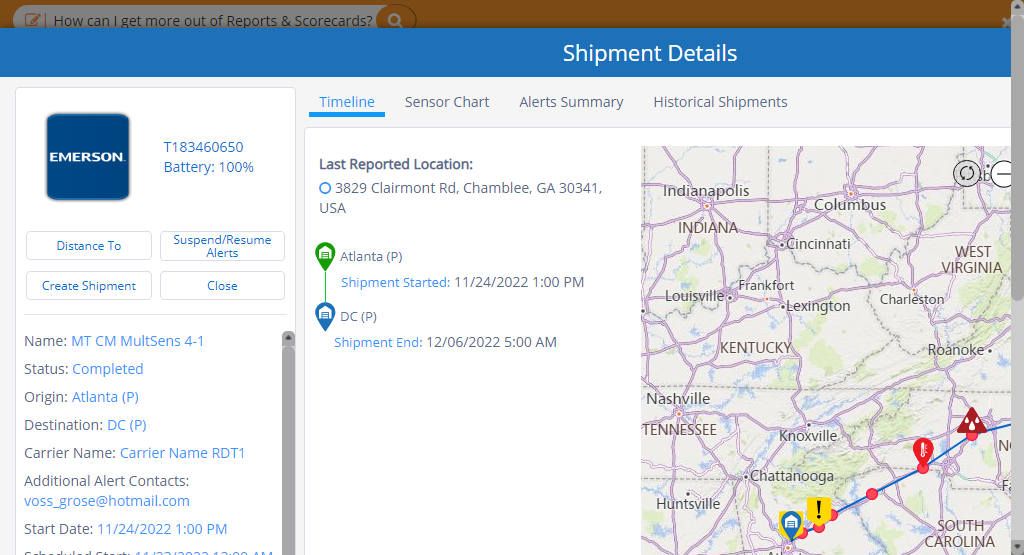 How can I get more out of Reports & Scorecards?
Shipment Details
EMERSON
T183460650
Battery: 100%
Distance To
Suspend/Resume
Alerts
Create Shipment
Close
Name: MT CM MultSens 4-1
Status: Completed
Origin: Atlanta (P)
Destination: DC (P)
Carrier Name: Carrier Name RDT1
Additional Alert Contacts:
voss_grose@hotmail.com
Start Date: 11/24/2022 1:00 PM
Timeline
Sensor Chart
Alerts Summary
Historical Shipments
Last Reported Location:
3829 Clairmont Rd, Chamblee, GA 30341,
USA
Atlanta (P)
Shipment Started: 11/24/2022 1:00 PM
DC (P)
Shipment End: 12/06/2022 5:00 AM
Indianapolis
Columbus
INDIANA
Cincinnati
WEST
VIRGINIA
Frankfort
Louisville
Lexington
Charleston
KENTUCKY
Roanoke
Nashville
TENNESSEE
Knoxville
Chattanooga
Huntsville
SOUTH
CAROLINA